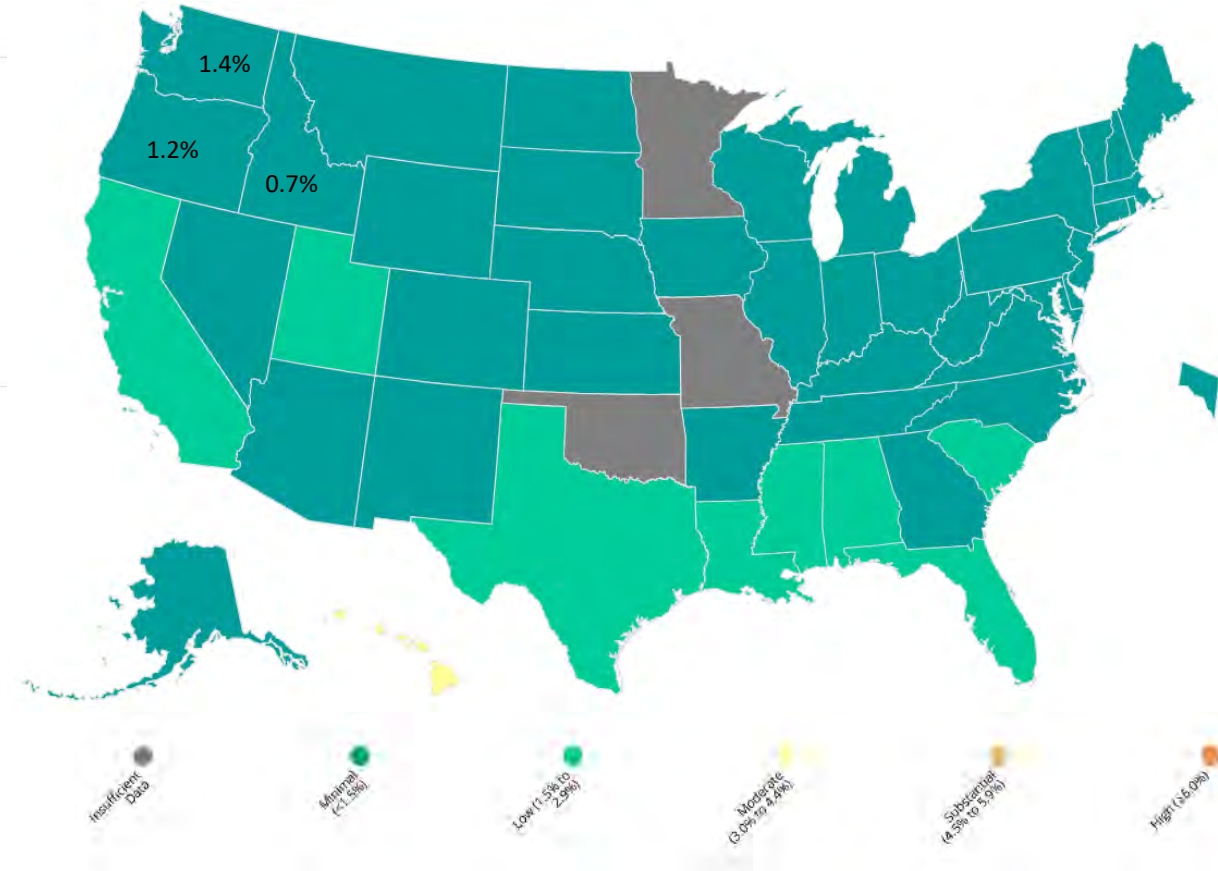 1.4%
1.2%
0.7%
Insufficient
Data
Minimal
(<1.5%)
Low (1.5% to
2.9%)
Moderate
(3.0% to 4.4%)
Substantial
(4.5% to 5.9%)
High (≥6.0%)